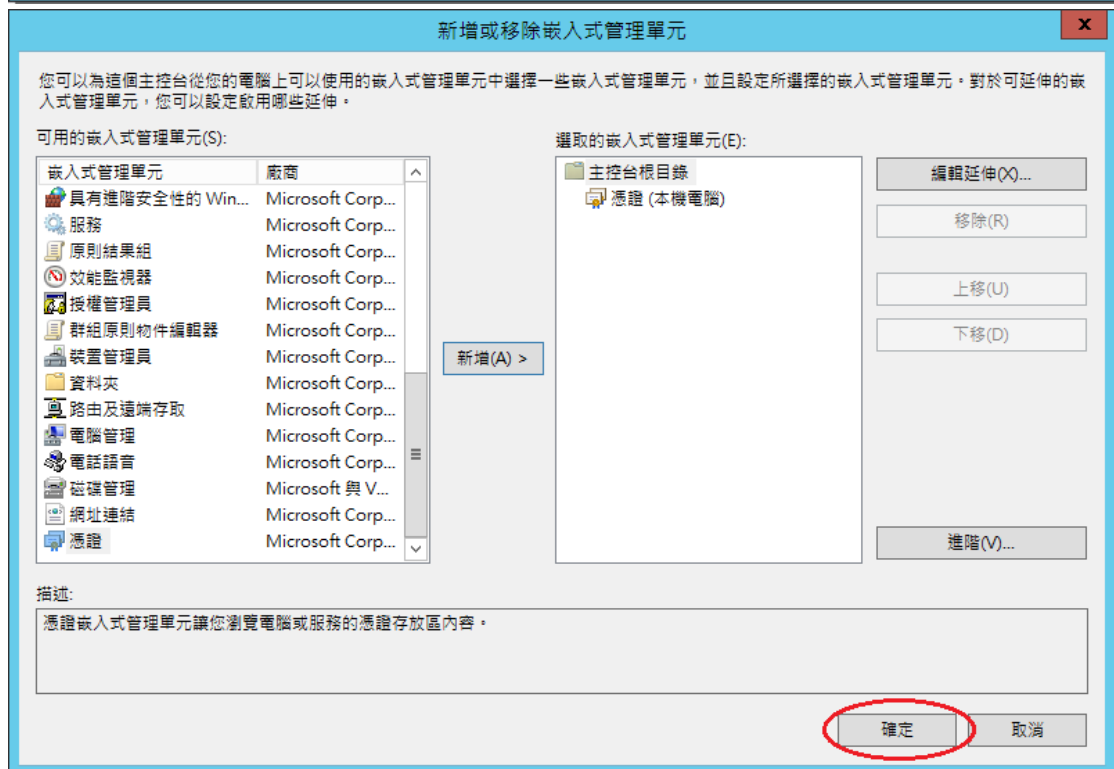 新增或移除嵌入式管理單元
x
您可以為這個主控台從您的電腦上可以使用的嵌入式管理單元中選擇一些嵌入式管理單元，並且設定所選擇的嵌入式管理單元。對於可延伸的嵌
入式管理單元，您可以設定啟用哪些延伸。
可用的嵌入式管理單元(S):
選取的嵌入式管理單元(E):
嵌入式管理單元 廠商
具有進階安全性的 Win... Microsoft Corp...
服務 Microsoft Corp...
原則結果組 Microsoft Corp...
效能監視器 Microsoft Corp...
授權管理員 Microsoft Corp...
群組原則物件編輯器 Microsoft Corp...
裝置管理員 Microsoft Corp...
資料夾 Microsoft Corp...
路由及遠端存取 Microsoft Corp...
電腦管理 Microsoft Corp...
電話語音 Microsoft Corp...
磁碟管理 Microsoft 與 V...
網址連結 Microsoft Corp...
憑證 Microsoft Corp...
新增(A) >
主控台根目錄
憑證 (本機電腦)
編輯延伸(X)...
移除(R)
上移(U)
下移(D)
進階(V)...
描述:
憑證嵌入式管理單元讓您瀏覽電腦或服務的憑證存放區內容。
確定
取消